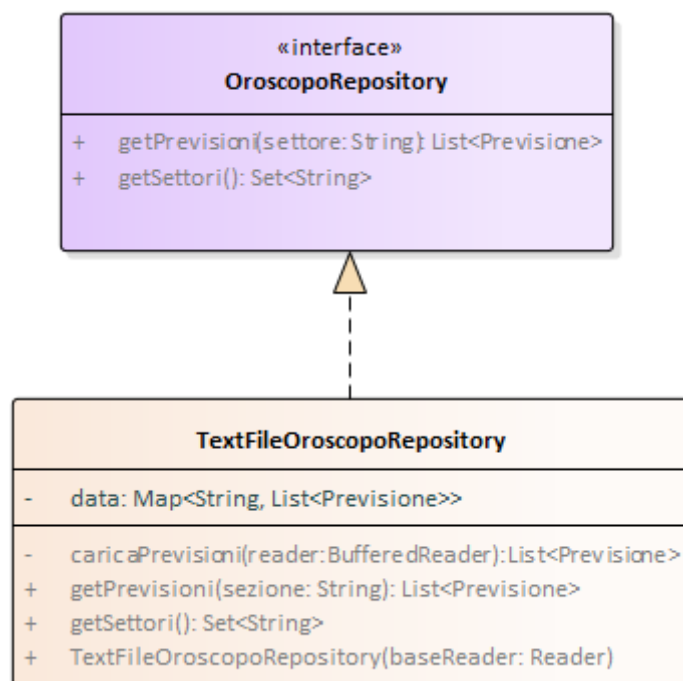 «interface»
OroscopoRepository
+ getPrevisioni(settore: String): List<Previsione>
+ getSettori(): Set<String>
TextFileOroscopoRepository
- data: Map<String, List<Previsione>>
- caricaPrevisioni(reader:BufferedReader):List<Previsione>
+ getPrevisioni(sezione: String): List<Previsione>
+ getSettori(): Set<String>
+ TextFileOroscopoRepository(baseReader: Reader)